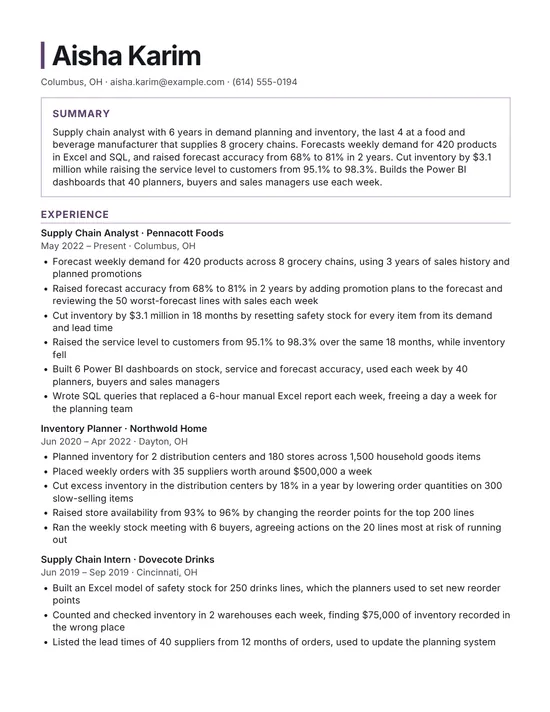 Aisha Karim
Columbus, OH · aisha.karim@example.com · (614) 555-0194
SUMMARY
Supply chain analyst with 6 years in demand planning and inventory, the last 4 at a food and
beverage manufacturer that supplies 8 grocery chains. Forecasts weekly demand for 420 products
in Excel and SQL, and raised forecast accuracy from 68% to 81% in 2 years. Cut inventory by $3.1
million while raising the service level to customers from 95.1% to 98.3%. Builds the Power BI
dashboards that 40 planners, buyers and sales managers use each week.
EXPERIENCE
Supply Chain Analyst · Pennacott Foods
May 2022 – Present · Columbus, OH
• Forecast weekly demand for 420 products across 8 grocery chains, using 3 years of sales history and
planned promotions
• Raised forecast accuracy from 68% to 81% in 2 years by adding promotion plans to the forecast and
reviewing the 50 worst-forecast lines with sales each week
• Cut inventory by $3.1 million in 18 months by resetting safety stock for every item from its demand
and lead time
• Raised the service level to customers from 95.1% to 98.3% over the same 18 months, while inventory
fell
• Built 6 Power BI dashboards on stock, service and forecast accuracy, used each week by 40
planners, buyers and sales managers
• Wrote SQL queries that replaced a 6-hour manual Excel report each week, freeing a day a week for
the planning team
Inventory Planner · Northwold Home
Jun 2020 – Apr 2022 · Dayton, OH
• Planned inventory for 2 distribution centers and 180 stores across 1,500 household goods items
• Placed weekly orders with 35 suppliers worth around $500,000 a week
• Cut excess inventory in the distribution centers by 18% in a year by lowering order quantities on 300
slow-selling items
• Raised store availability from 93% to 96% by changing the reorder points for the top 200 lines
• Ran the weekly stock meeting with 6 buyers, agreeing actions on the 20 lines most at risk of running
out
Supply Chain Intern · Dovecote Drinks
Jun 2019 – Sep 2019 · Cincinnati, OH
• Built an Excel model of safety stock for 250 drinks lines, which the planners used to set new reorder
points
• Counted and checked inventory in 2 warehouses each week, finding $75,000 of inventory recorded in
the wrong place
• Listed the lead times of 40 suppliers from 12 months of orders, used to update the planning system